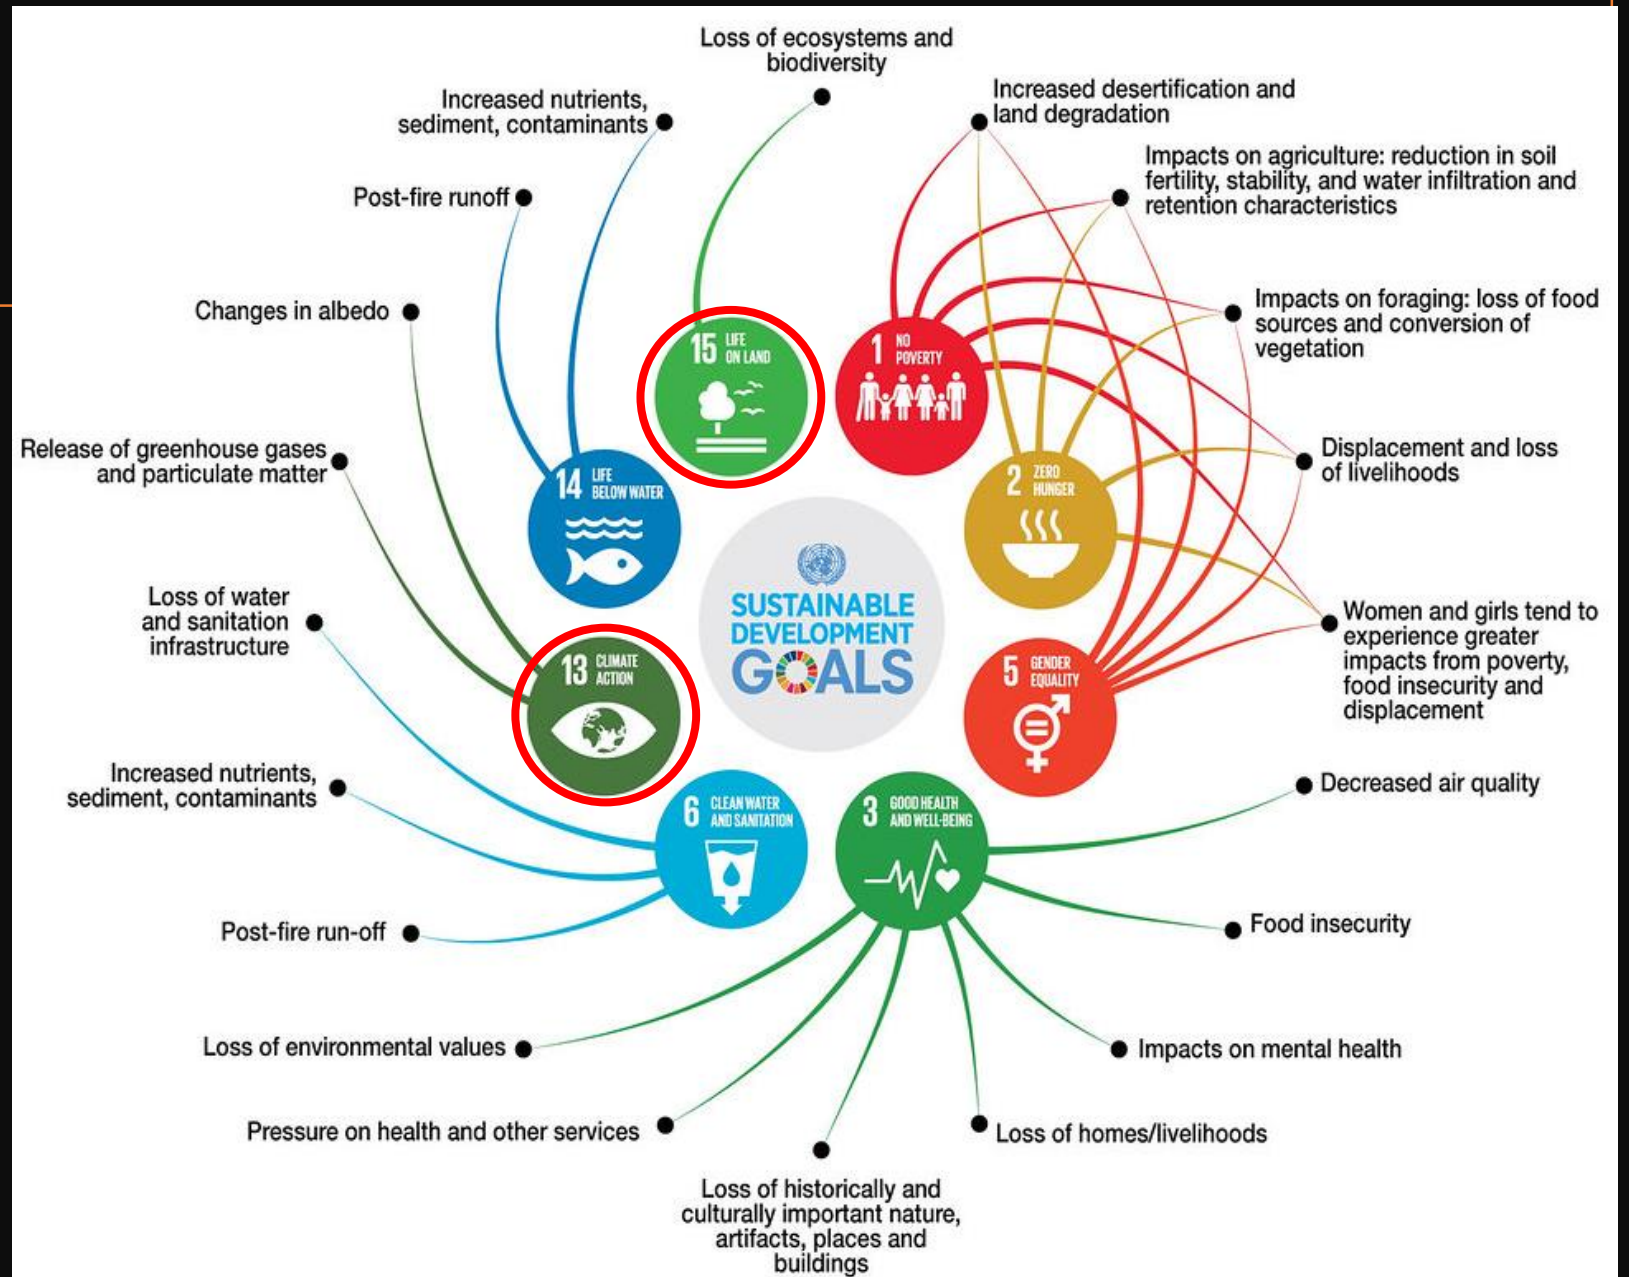 Loss of ecosystems and
biodiversity
Increased nutrients,
sediment, contaminants
Increased desertification and
land degradation
Post-fire runoff
Impacts on agriculture: reduction in soil
fertility, stability, and water infiltration and
retention characteristics
Changes in albedo
Impacts on foraging: loss of food
sources and conversion of
vegetation
15 LIFE
ON LAND
1 NO
POVERTY
Release of greenhouse gases
and particulate matter
Displacement and loss
of livelihoods
14 LIFE
BELOW WATER
2 ZERO
HUNGER
Loss of water
and sanitation
infrastructure
SUSTAINABLE
DEVELOPMENT
GOALS
Women and girls tend to
experience greater
impacts from poverty,
food insecurity and
displacement
13 CLIMATE
ACTION
5 GENDER
EQUALITY
Increased nutrients,
sediment, contaminants
Decreased air quality
6 CLEAN WATER
AND SANITATION
3 GOOD HEALTH
AND WELL-BEING
Post-fire run-off
Food insecurity
Loss of environmental values
Impacts on mental health
Pressure on health and other services
Loss of homes/livelihoods
Loss of historically and
culturally important nature,
artifacts, places and
buildings